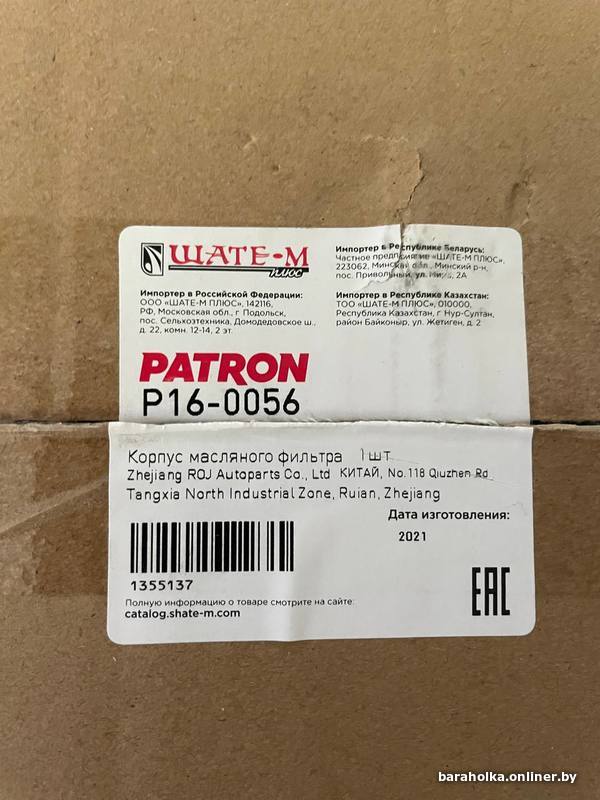 ШАТЕ-М
плюс
Импортер в Республике Беларусь:
Частное предприятие «ШАТЕ-М ПЛЮС»,
223062, Минская обл., Минский р-н,
пос. Привольный, ул. 2А
Импортер в Российской Федерации:
ООО «ШАТЕ-М ПЛЮС», 142116,
РФ, Московская обл., г Подольск,
пос. Сельхозтехника, Домодедовское ш.,
д. 22, комн. 12-14, 2 эт.
Импортер в Республике Казахстан:
ТОО «ШАТЕ-М ПЛЮС», 010000,
Республика Казахстан, г Нур-Султан,
район Байконыр, ул. Жетиген, д. 2
PATRON
P16-0056
Корпус масляного фильтра 1шт
Zhejiang ROJ Autoparts Co., Ltd КИТАЙ, No.118 Qiuzhen Rd
Tangxia North Industrial Zone, Ruian, Zhejiang
Дата изготовления:
2021
1355137
Полную информацию о товаре смотрите на сайте:
catalog.shate-m.com
EAC
baraholka.onliner.by